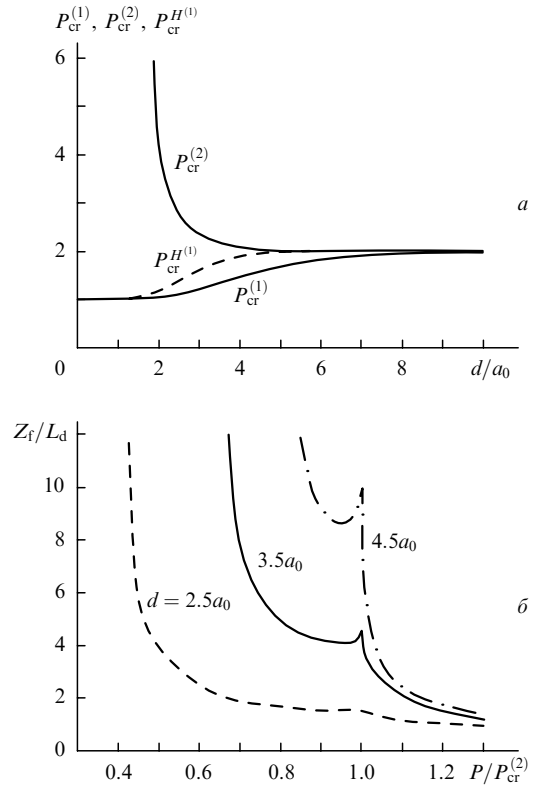 P_cr^(1), P_cr^(2), P_cr^H(1)
6
4
P_cr^(2)
а
2
P_cr^H(1)
P_cr^(1)
0 2 4 6 8 d/a_0
Z_f/L_d
10
8
4.5a_0
3.5a_0
6
d = 2.5a_0
б
4
2
0
0.4 0.6 0.8 1.0 1.2 P/P_cr^(2)